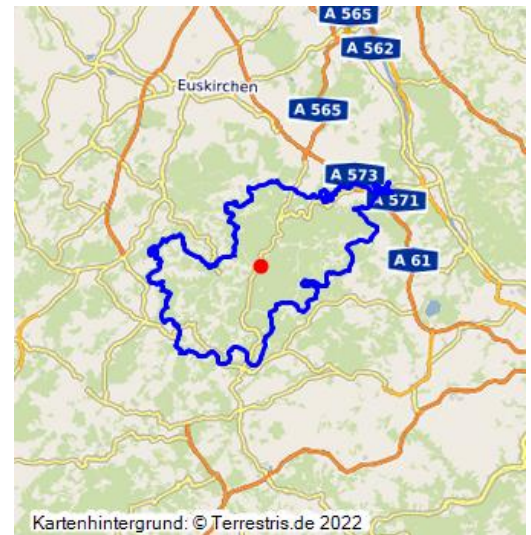 A 565
A 562
Euskirchen
A 565
A 573
A 571
A 61
Kartenhintergrund: © Terrestris.de 2022